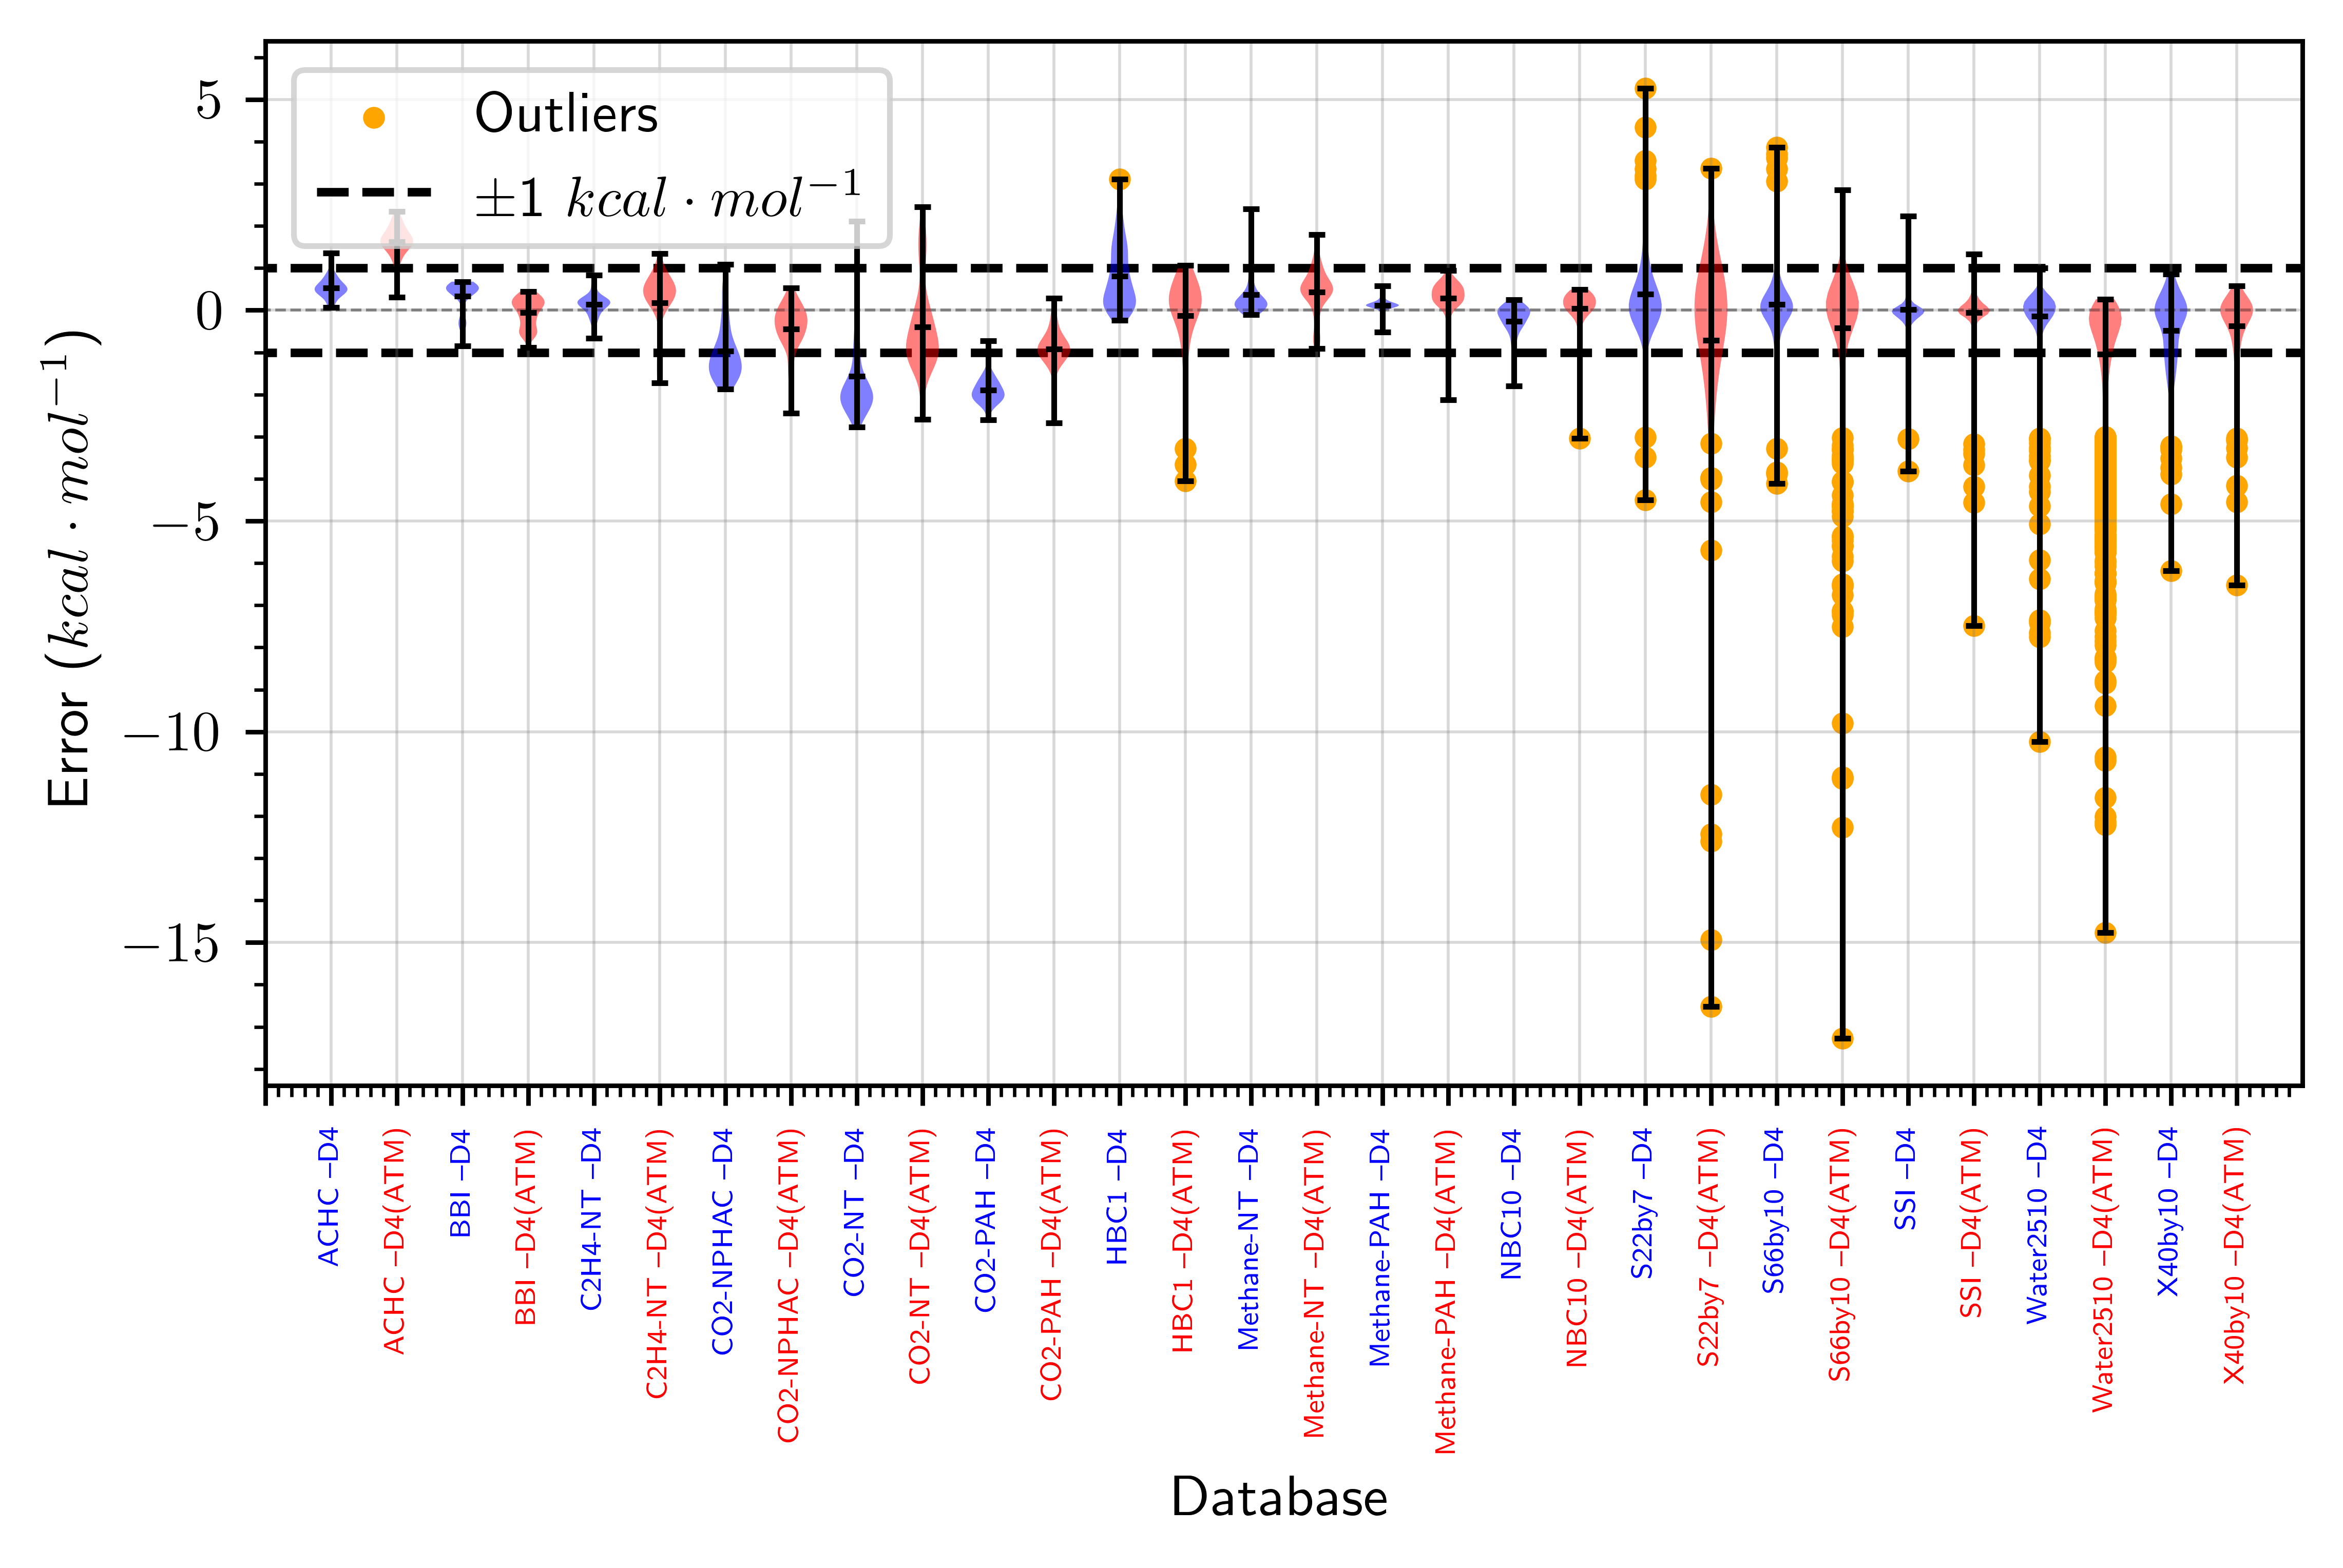 Outliers
±1 kcal · mol⁻¹
5
0
−5
−10
−15
Error (kcal · mol⁻¹)
ACHC –D4
ACHC –D4(ATM)
BBI –D4
BBI –D4(ATM)
C2H4-NT –D4
C2H4-NT –D4(ATM)
CO2-NPHAC –D4
CO2-NPHAC –D4(ATM)
CO2-NT –D4
CO2-NT –D4(ATM)
CO2-PAH –D4
CO2-PAH –D4(ATM)
HBC1 –D4
HBC1 –D4(ATM)
Methane-NT –D4
Methane-NT –D4(ATM)
Methane-PAH –D4
Methane-PAH –D4(ATM)
NBC10 –D4
NBC10 –D4(ATM)
S22by7 –D4
S22by7 –D4(ATM)
S66by10 –D4
S66by10 –D4(ATM)
SSI –D4
SSI –D4(ATM)
Water2510 –D4
Water2510 –D4(ATM)
X40by10 –D4
X40by10 –D4(ATM)
Database